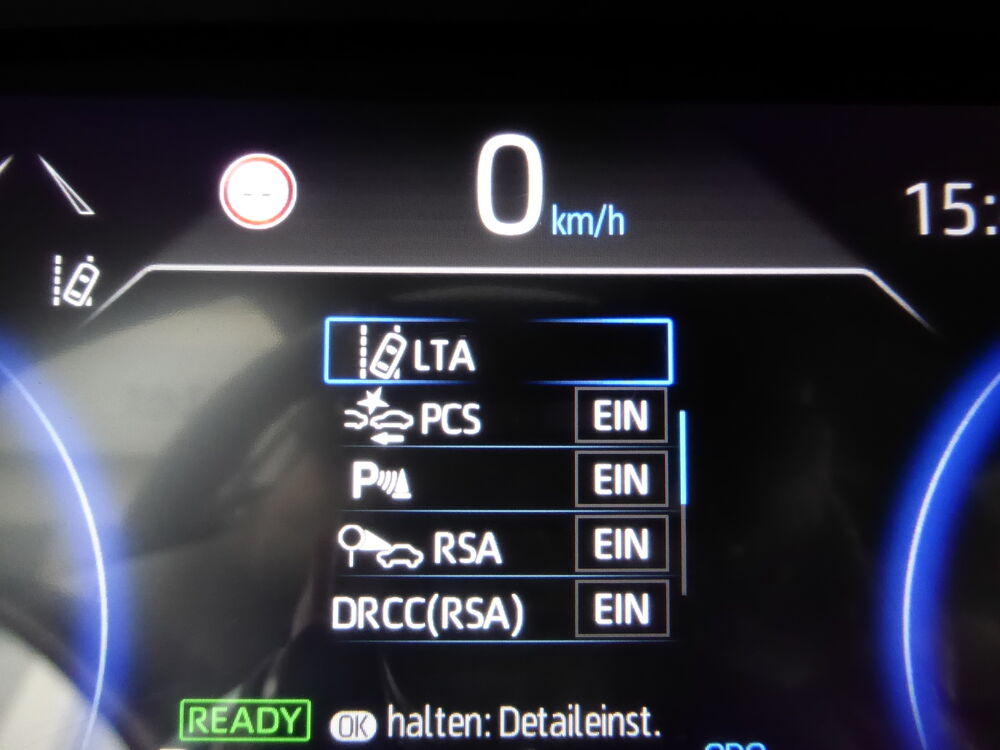 0 km/h
15:
LTA
PCS EIN
P EIN
RSA EIN
DRCC(RSA) EIN
READY OK halten: Detaileinst.